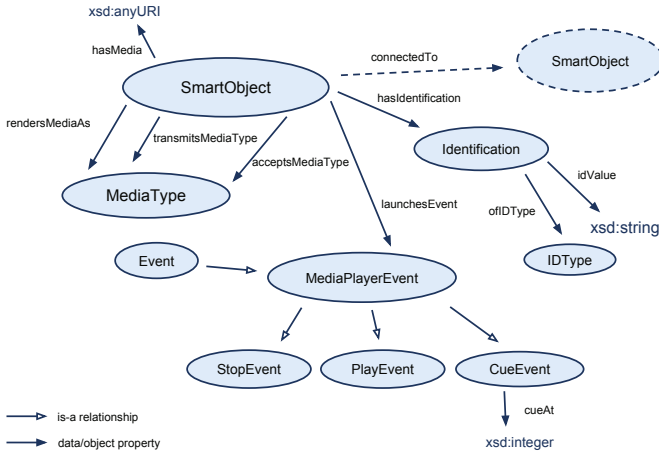 xsd:anyURI
hasMedia
connectedTo
SmartObject
SmartObject
hasIdentification
rendersMediaAs
transmitsMediaType
acceptsMediaType
Identification
MediaType
idValue
launchesEvent
ofIDType
xsd:string
Event
IDType
MediaPlayerEvent
StopEvent
PlayEvent
CueEvent
is-a relationship
cueAt
data/object property
xsd:integer